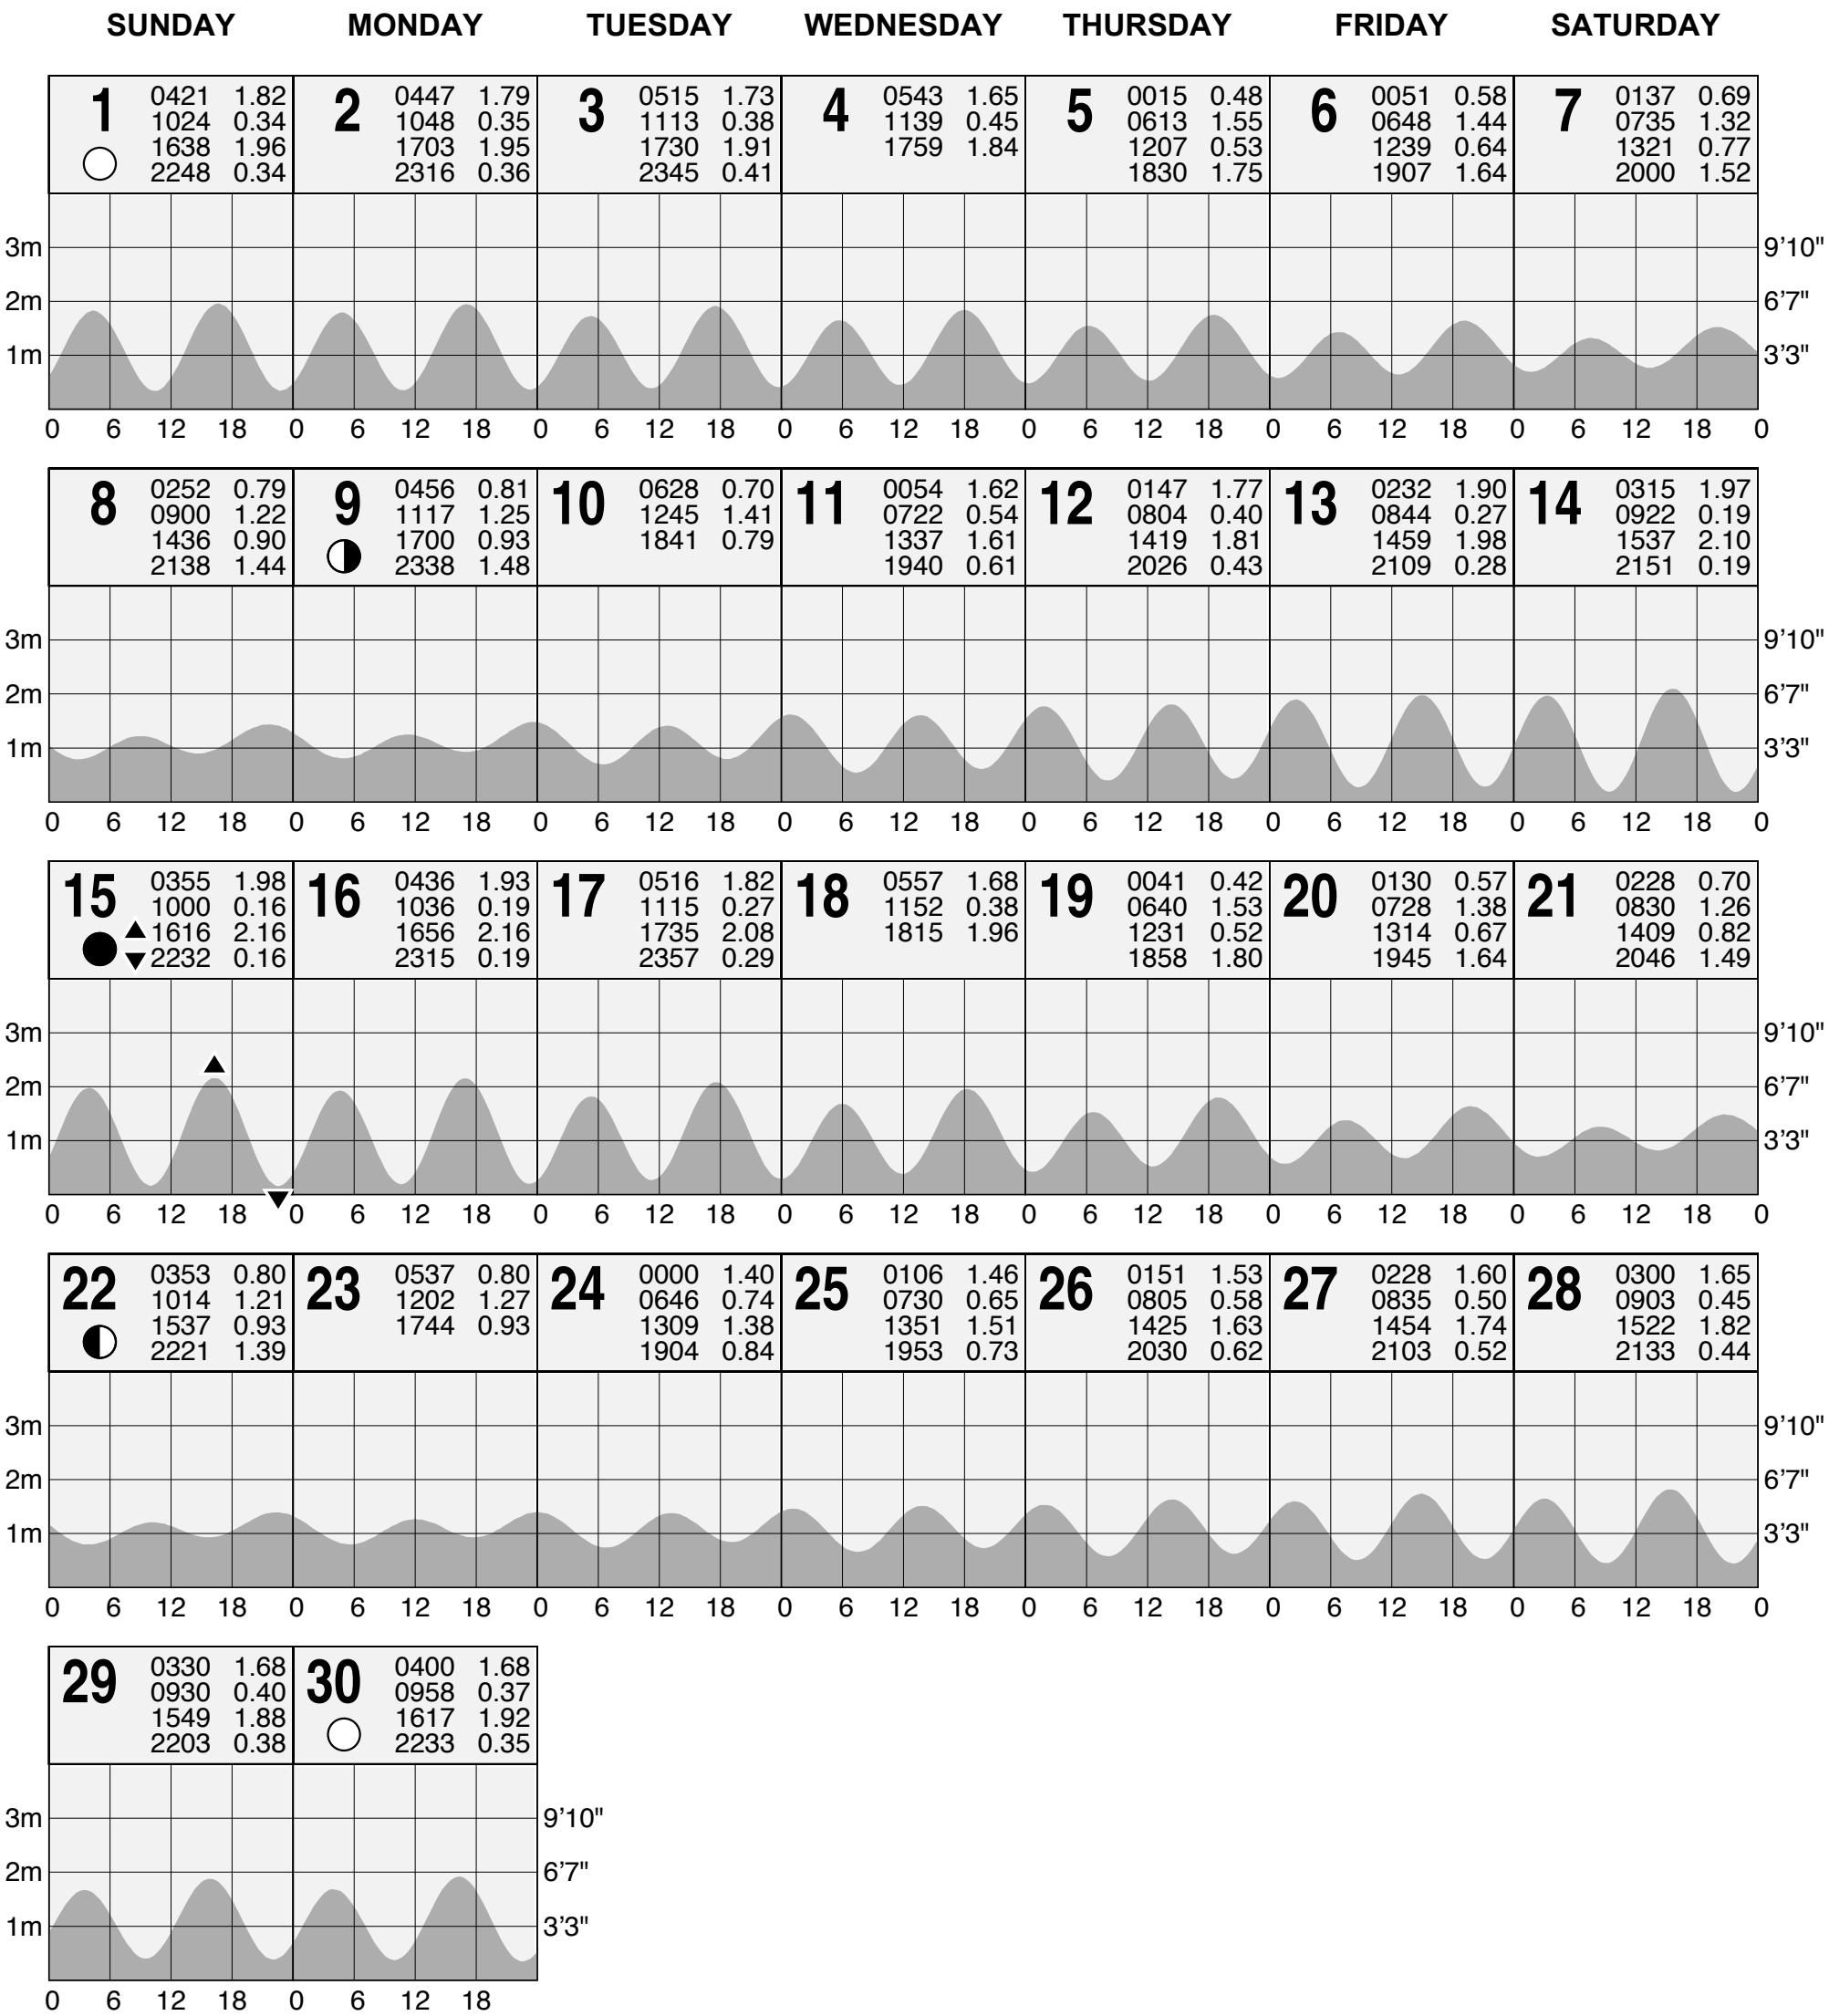 SUNDAY MONDAY TUESDAY WEDNESDAY THURSDAY FRIDAY SATURDAY
1 0421 1.82 2 0447 1.79 3 0515 1.73 4 0543 1.65 5 0015 0.48 6 0051 0.58 7 0137 0.69
1024 0.34 1048 0.35 1113 0.38 1139 0.45 0613 1.55 0648 1.44 0735 1.32
1638 1.96 1703 1.95 1730 1.91 1759 1.84 1207 0.53 1239 0.64 1321 0.77
2248 0.34 2316 0.36 2345 0.41 1830 1.75 1907 1.64 2000 1.52
3m 9'10"
2m 6'7"
1m 3'3"
0 6 12 18 0 6 12 18 0 6 12 18 0 6 12 18 0 6 12 18 0 6 12 18 0 6 12 18 0
8 0252 0.79 9 0456 0.81 10 0628 0.70 11 0054 1.62 12 0147 1.77 13 0232 1.90 14 0315 1.97
0900 1.22 1117 1.25 1245 1.41 0722 0.54 0804 0.40 0844 0.27 0922 0.19
1436 0.90 1700 0.93 1841 0.79 1337 1.61 1419 1.81 1459 1.98 1537 2.10
2138 1.44 2338 1.48 1940 0.61 2026 0.43 2109 0.28 2151 0.19
3m 9'10"
2m 6'7"
1m 3'3"
0 6 12 18 0 6 12 18 0 6 12 18 0 6 12 18 0 6 12 18 0 6 12 18 0 6 12 18 0
15 0355 1.98 16 0436 1.93 17 0516 1.82 18 0557 1.68 19 0041 0.42 20 0130 0.57 21 0228 0.70
1000 0.16 1036 0.19 1115 0.27 1152 0.38 0640 1.53 0728 1.38 0830 1.26
1616 2.16 1656 2.16 1735 2.08 1815 1.96 1231 0.52 1314 0.67 1409 0.82
2232 0.16 2315 0.19 2357 0.29 1858 1.80 1945 1.64 2046 1.49
3m 9'10"
2m 6'7"
1m 3'3"
0 6 12 18 0 6 12 18 0 6 12 18 0 6 12 18 0 6 12 18 0 6 12 18 0 6 12 18 0
22 0353 0.80 23 0537 0.80 24 0000 1.40 25 0106 1.46 26 0151 1.53 27 0228 1.60 28 0300 1.65
1014 1.21 1202 1.27 0646 0.74 0730 0.65 0805 0.58 0835 0.50 0903 0.45
1537 0.93 1744 0.93 1309 1.38 1351 1.51 1425 1.63 1454 1.74 1522 1.82
2221 1.39 1904 0.84 1953 0.73 2030 0.62 2103 0.52 2133 0.44
3m 9'10"
2m 6'7"
1m 3'3"
0 6 12 18 0 6 12 18 0 6 12 18 0 6 12 18 0 6 12 18 0 6 12 18 0 6 12 18 0
29 0330 1.68 30 0400 1.68
0930 0.40 0958 0.37
1549 1.88 1617 1.92
2203 0.38 2233 0.35
3m 9'10"
2m 6'7"
1m 3'3"
0 6 12 18 0 6 12 18